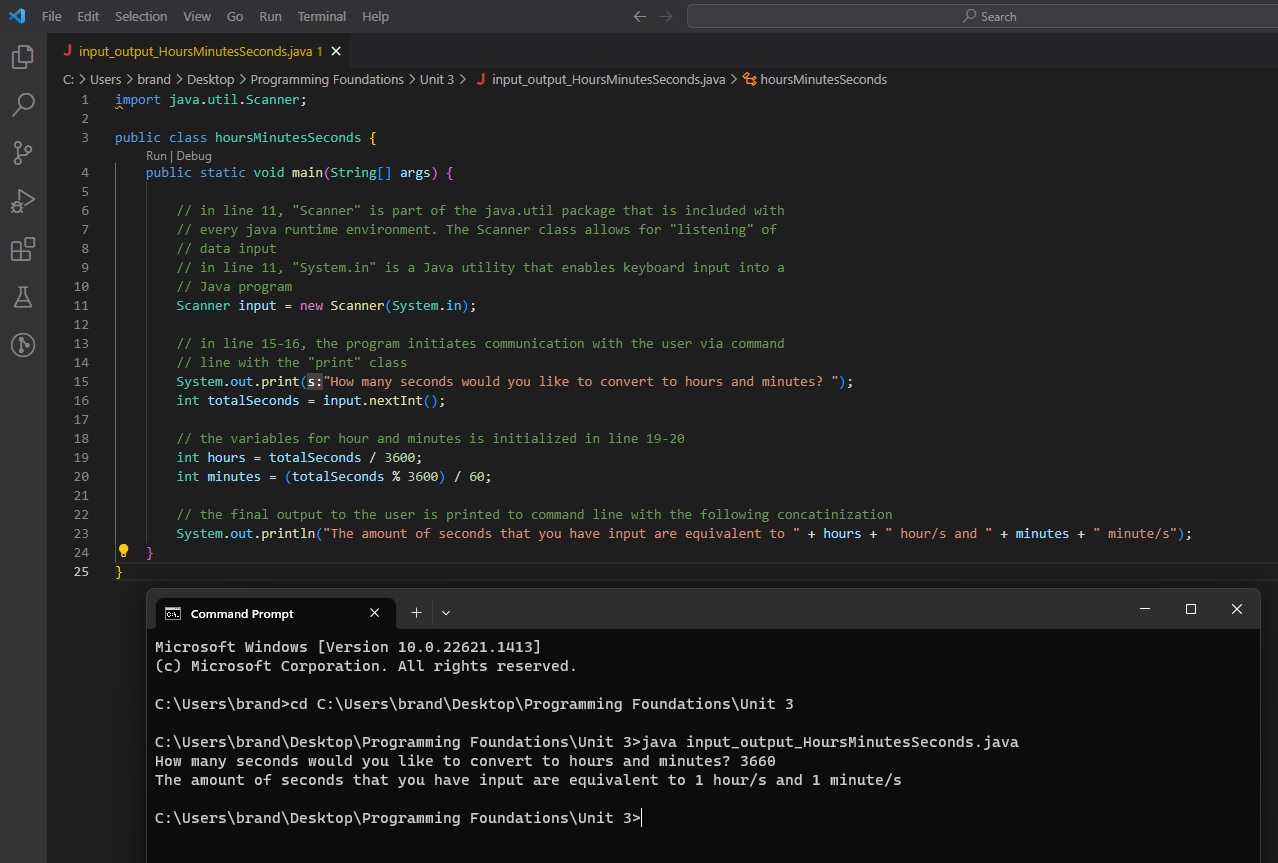 File Edit Selection View Go Run Terminal Help
Search
input_output_HoursMinutesSeconds.java 1
C: > Users > brand > Desktop > Programming Foundations > Unit 3 > J input_output_HoursMinutesSeconds.java > hoursMinutesSeconds
1 import java.util.Scanner;
2
3 public class hoursMinutesSeconds {
Run | Debug
4 public static void main(String[] args) {
5
6 // in line 11, "Scanner" is part of the java.util package that is included with
7 // every java runtime environment. The Scanner class allows for "listening" of
8 // data input
9 // in line 11, "System.in" is a Java utility that enables keyboard input into a
10 // Java program
11 Scanner input = new Scanner(System.in);
12
13 // in line 15-16, the program initiates communication with the user via command
14 // line with the "print" class
15 System.out.print(s:"How many seconds would you like to convert to hours and minutes? ");
16 int totalSeconds = input.nextInt();
17
18 // the variables for hour and minutes is initialized in line 19-20
19 int hours = totalSeconds / 3600;
20 int minutes = (totalSeconds % 3600) / 60;
21
22 // the final output to the user is printed to command line with the following concatinization
23 System.out.println("The amount of seconds that you have input are equivalent to " + hours + " hour/s and " + minutes + " minute/s");
24 }
25 }
Command Prompt
Microsoft Windows [Version 10.0.22621.1413]
(c) Microsoft Corporation. All rights reserved.
C:\Users\brand>cd C:\Users\brand\Desktop\Programming Foundations\Unit 3
C:\Users\brand\Desktop\Programming Foundations\Unit 3>java input_output_HoursMinutesSeconds.java
How many seconds would you like to convert to hours and minutes? 3660
The amount of seconds that you have input are equivalent to 1 hour/s and 1 minute/s
C:\Users\brand\Desktop\Programming Foundations\Unit 3>